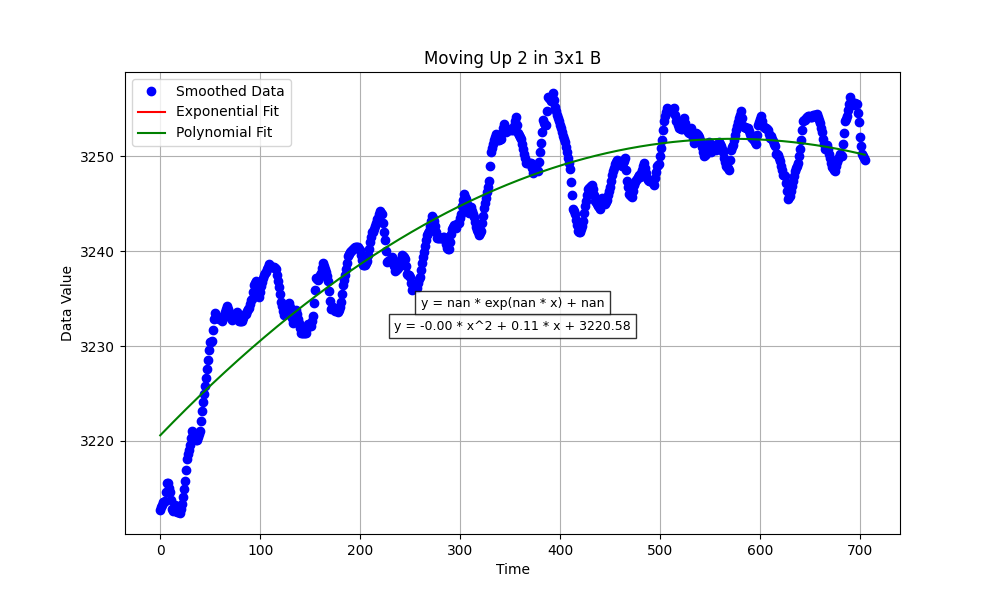 Moving Up 2 in 3x1 B
Smoothed Data
Exponential Fit
Polynomial Fit
Data Value
3250
3240
3230
3220
y = nan * exp(nan * x) + nan
y = -0.00 * x^2 + 0.11 * x + 3220.58
0 100 200 300 400 500 600 700
Time